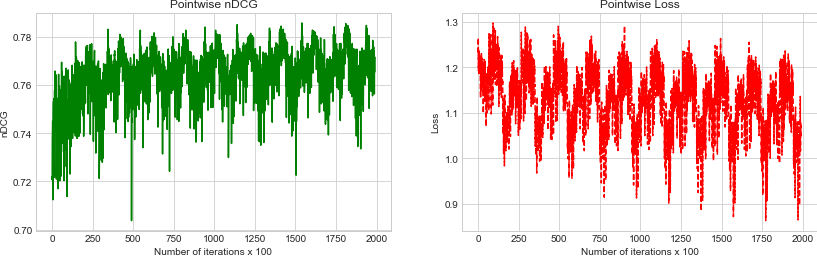 Pointwise nDCG
0.78
0.76
0.74
0.72
0.70
nDCG
0 250 500 750 1000 1250 1500 1750 2000
Number of iterations x 100
Pointwise Loss
1.3
1.2
1.1
1.0
0.9
Loss
0 250 500 750 1000 1250 1500 1750 2000
Number of iterations x 100